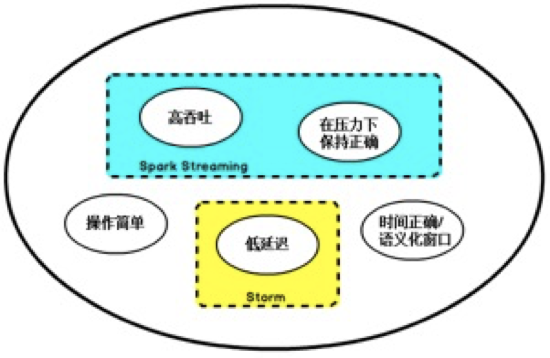 高吞吐
在压力下
保持正确
Spark Streaming
操作简单
低延迟
时间正确/
语义化窗口
Storm